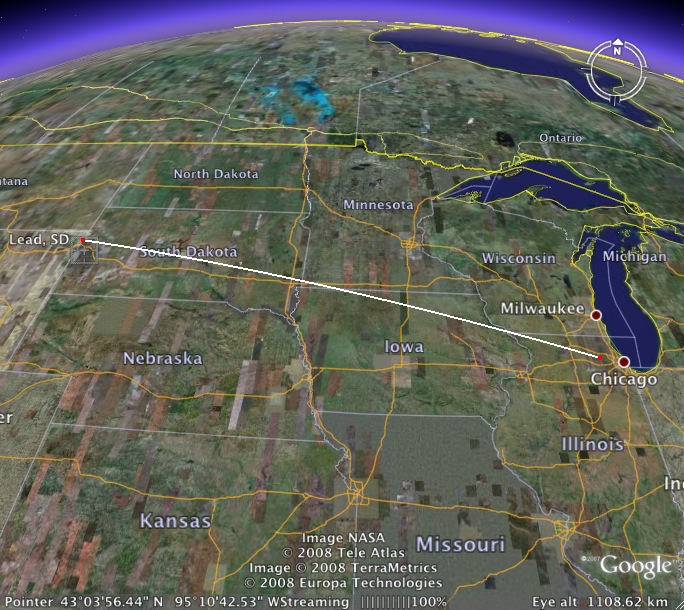 N
Ontario
North Dakota
ntana
Minnesota
Lead, SD
South Dakota
Wisconsin
Michigan
Milwaukee
Nebraska
Iowa
Chicago
er
Illinois
In
Kansas
Missouri
Image NASA
© 2008 Tele Atlas
Image © 2008 TerraMetrics
© 2008 Europa Technologies
©2007 Google
Pointer 43°03'56.44" N 95°10'42.53" W Streaming ||||||||||100% Eye alt 1108.62 km